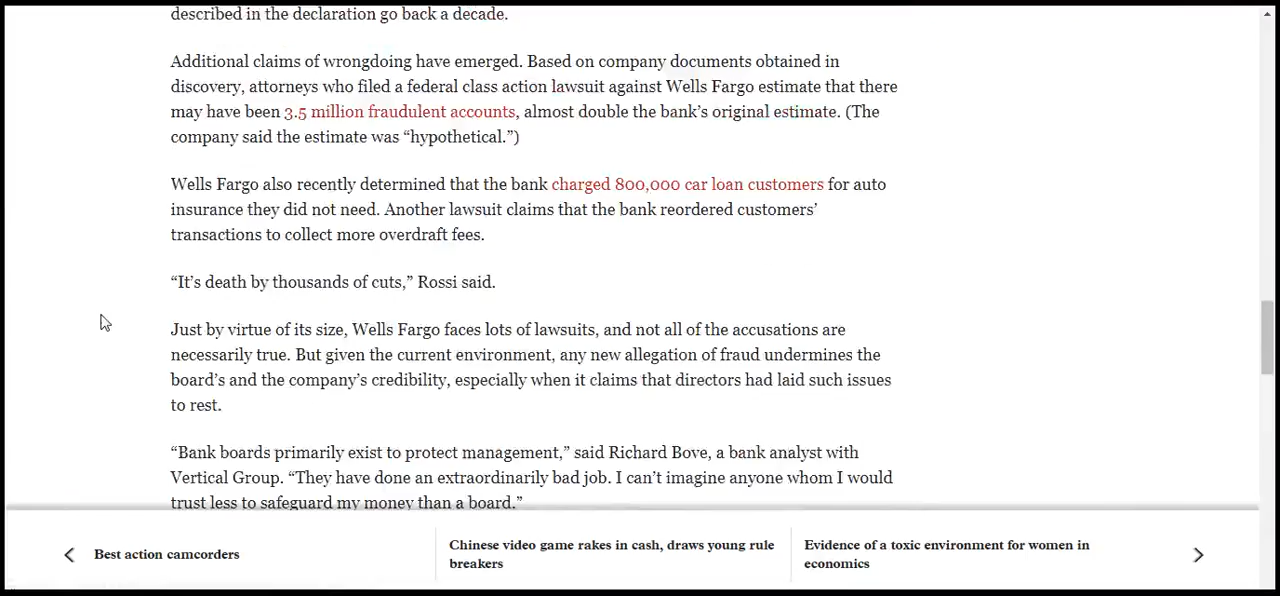 described in the declaration go back a decade.
Additional claims of wrongdoing have emerged. Based on company documents obtained in
discovery, attorneys who filed a federal class action lawsuit against Wells Fargo estimate that there
may have been 3.5 million fraudulent accounts, almost double the bank’s original estimate. (The
company said the estimate was “hypothetical.”)
Wells Fargo also recently determined that the bank charged 800,000 car loan customers for auto
insurance they did not need. Another lawsuit claims that the bank reordered customers’
transactions to collect more overdraft fees.
“It’s death by thousands of cuts,” Rossi said.
Just by virtue of its size, Wells Fargo faces lots of lawsuits, and not all of the accusations are
necessarily true. But given the current environment, any new allegation of fraud undermines the
board’s and the company’s credibility, especially when it claims that directors had laid such issues
to rest.
“Bank boards primarily exist to protect management,” said Richard Bove, a bank analyst with
Vertical Group. “They have done an extraordinarily bad job. I can’t imagine anyone whom I would
trust less to safeguard my money than a board.”
Best action camcorders
Chinese video game rakes in cash, draws young rule
breakers
Evidence of a toxic environment for women in
economics